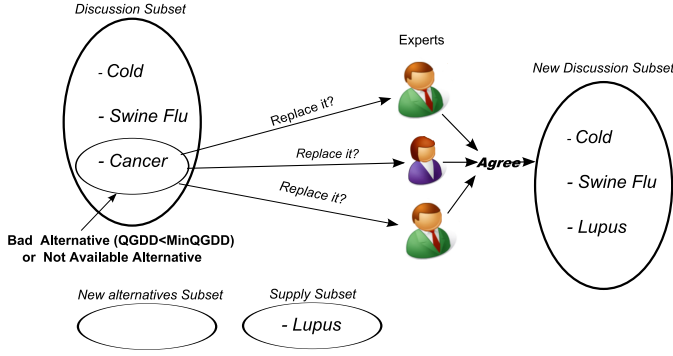 Discussion Subset
- Cold
- Swine Flu
- Cancer
Bad Alternative (QGDD<MinQGDD)
or Not Available Alternative
Replace it?
Replace it?
Replace it?
Experts
Agree
New Discussion Subset
- Cold
- Swine Flu
- Lupus
New alternatives Subset
Supply Subset
- Lupus